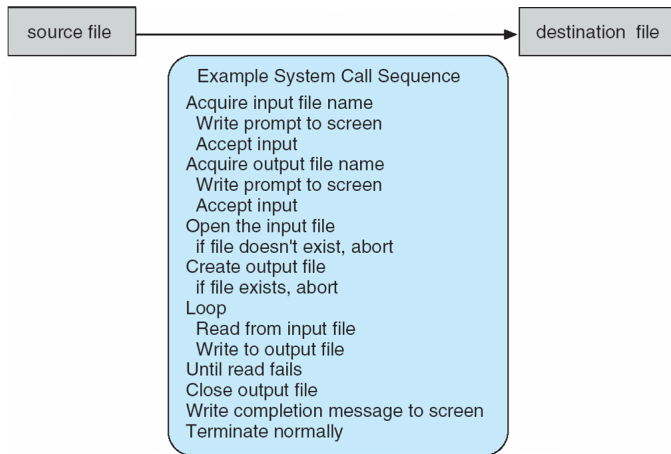 source file
destination file
Example System Call Sequence
Acquire input file name
Write prompt to screen
Accept input
Acquire output file name
Write prompt to screen
Accept input
Open the input file
if file doesn't exist, abort
Create output file
if file exists, abort
Loop
Read from input file
Write to output file
Until read fails
Close output file
Write completion message to screen
Terminate normally